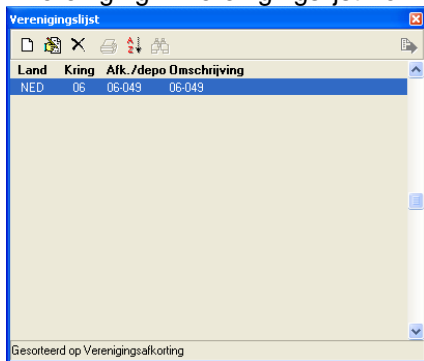 Verenigingslijst
Land Kring Afk./depo Omschrijving
NED 06 06-049 06-049
Gesorteerd op Verenigingsafkorting